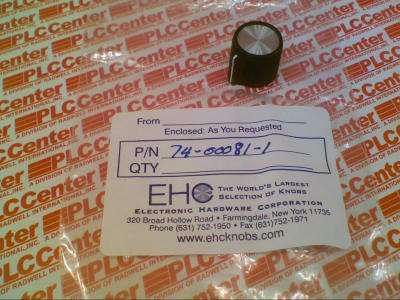 From
Enclosed: As You Requested
P/N 74-00081-1
QTY
EHC THE WORLD'S LARGEST
SELECTION OF KNOBS
ELECTRONIC HARDWARE CORPORATION
320 Broad Hollow Road • Farmingdale, New York 11735
Phone (631) 752-1950 • Fax (631) 752-1971
www.ehcknobs.com
PLCCenter
A DIVISION OF RADWELL INTERNATIONAL, INC.